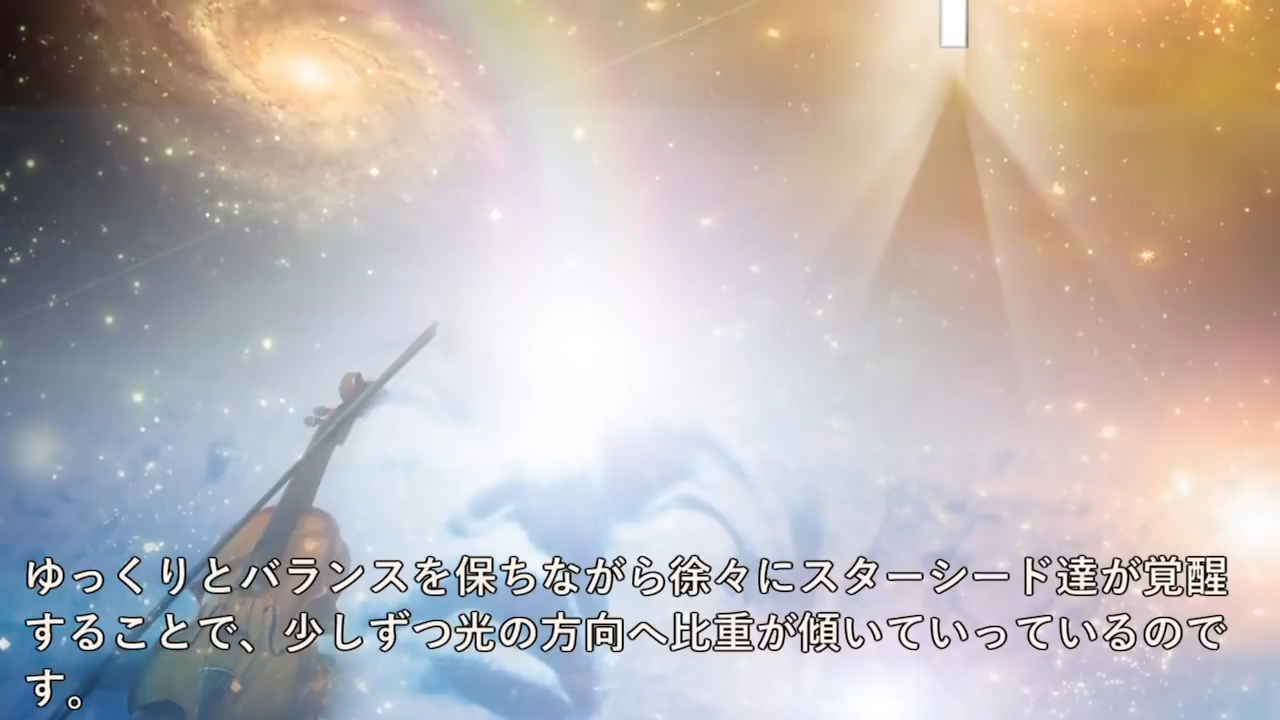 ゆっくりとバランスを保ちながら徐々にスターシード達が覚醒
することで、少しずつ光の方向へ比重が傾いていっているので
す。